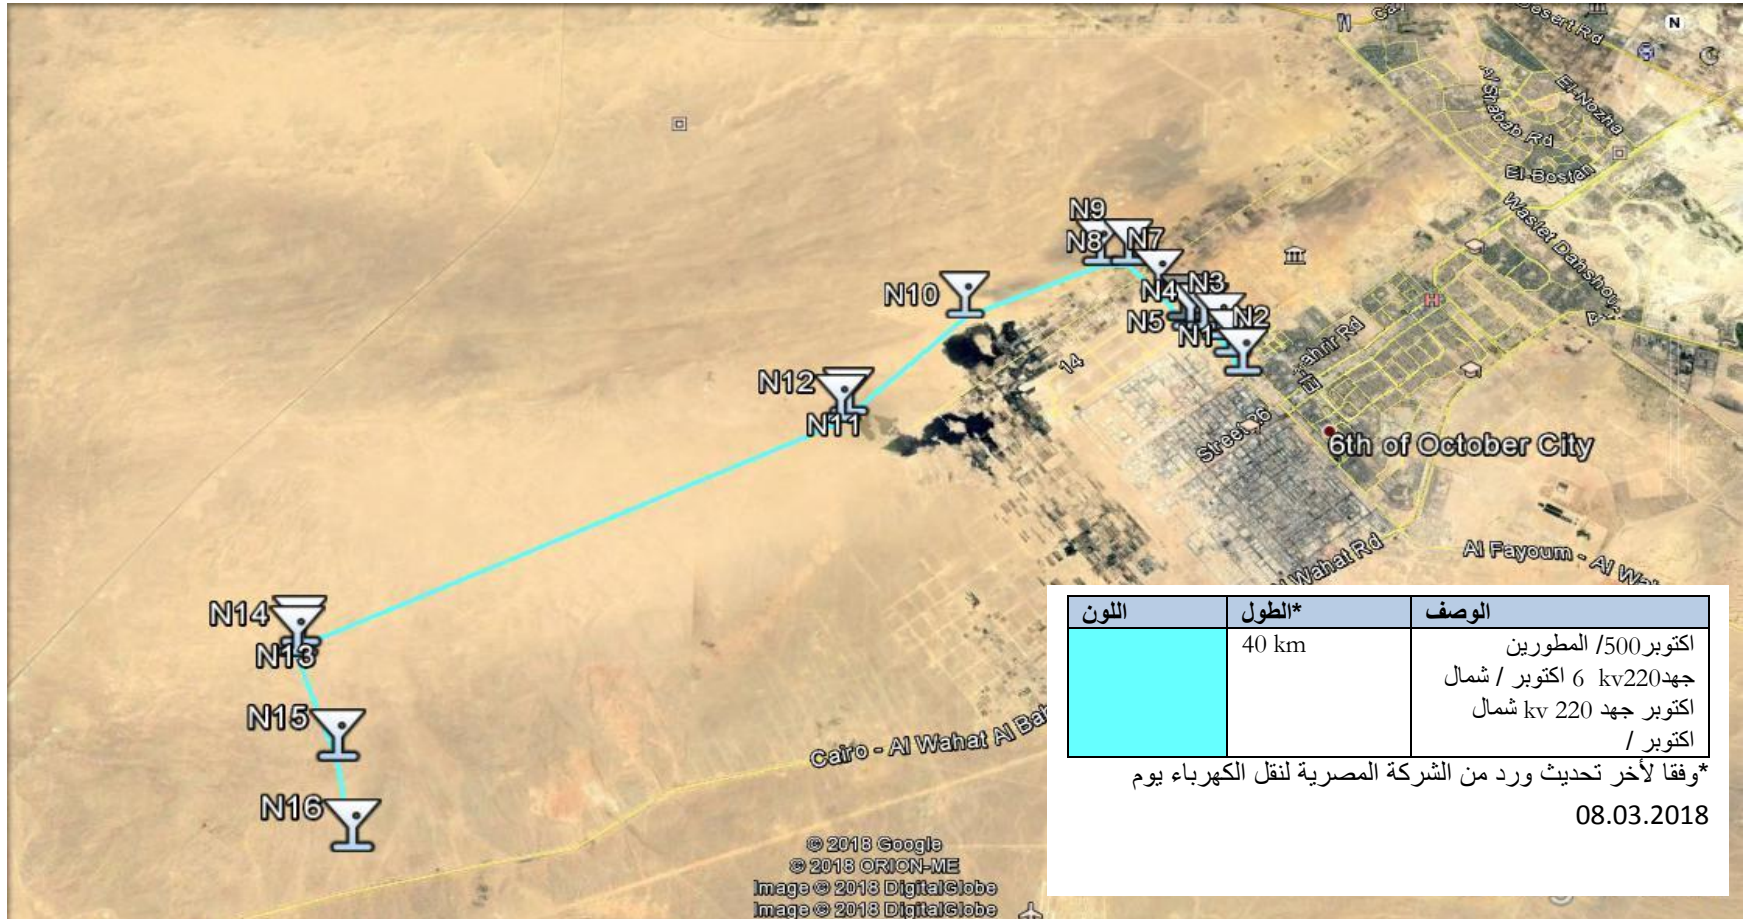 Desert Rd
N
El-Nozha
Al Shabab Rd
El-Bostan
Waslet Dahshour
N9
N8
N7
N10
N4
N3
N5
N1
N2
H
14
N12
N11
Street 26
6th of October City
Al Wahat Rd
Al Fayoum - Al Wa
N14
N13
N15
N16
Cairo - Al Wahat Al Bah
© 2018 Google
© 2018 ORION-ME
Image © 2018 DigitalGlobe
Image © 2018 DigitalGlobe
الوصف *الطول اللون
اكتوبر500/ المطورين 40 km
جهد220kv 6 اكتوبر / شمال
اكتوبر جهد 220 kv شمال
اكتوبر /
*وفقا لأخر تحديث ورد من الشركة المصرية لنقل الكهرباء يوم
08.03.2018